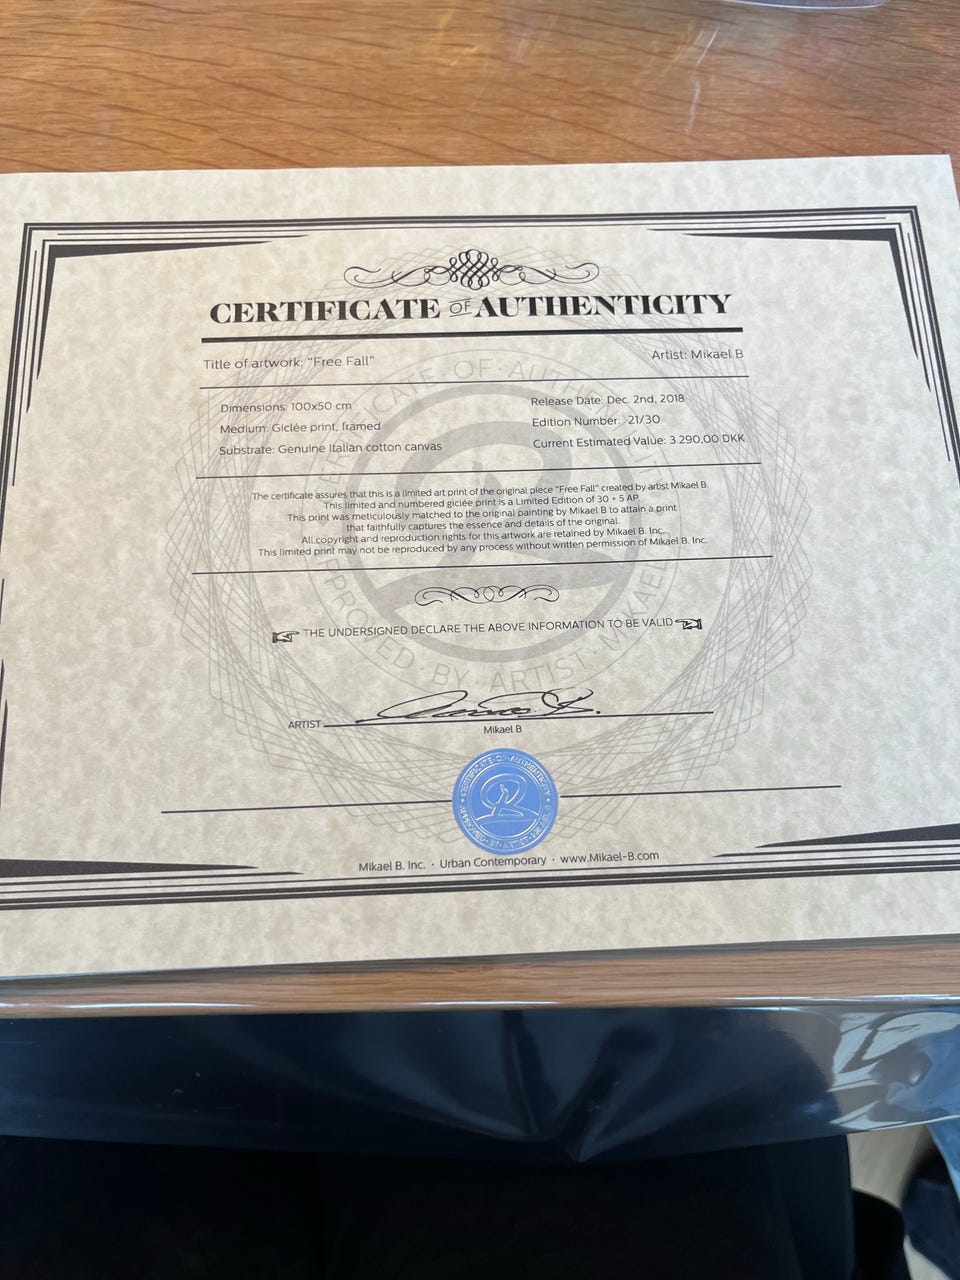 CERTIFICATE OF AUTHENTICITY
Title of artwork: "Free Fall"
Artist: Mikael B
Dimensions: 100x50 cm
Medium: Giclée print, framed
Substrate: Genuine Italian cotton canvas
Release Date: Dec. 2nd, 2018
Edition Number: 21/30
Current Estimated Value: 3.290,00 DKK
The certificate assures that this is a limited art print of the original piece "Free Fall" created by artist Mikael B.
This limited and numbered giclée print is a Limited Edition of 30 + 5 AP.
This print was meticulously matched to the original painting by Mikael B to attain a print
that faithfully captures the essence and details of the original.
All copyright and reproduction rights for this artwork are retained by Mikael B. Inc.
This limited print may not be reproduced by any process without written permission of Mikael B. Inc.
THE UNDERSIGNED DECLARE THE ABOVE INFORMATION TO BE VALID
ARTIST
Mikael B
CERTIFICATE · OF · AUTHENTICITY
APPROVED · BY · ARTIST · MIKAEL B
Mikael B. Inc. · Urban Contemporary · www.Mikael-B.com